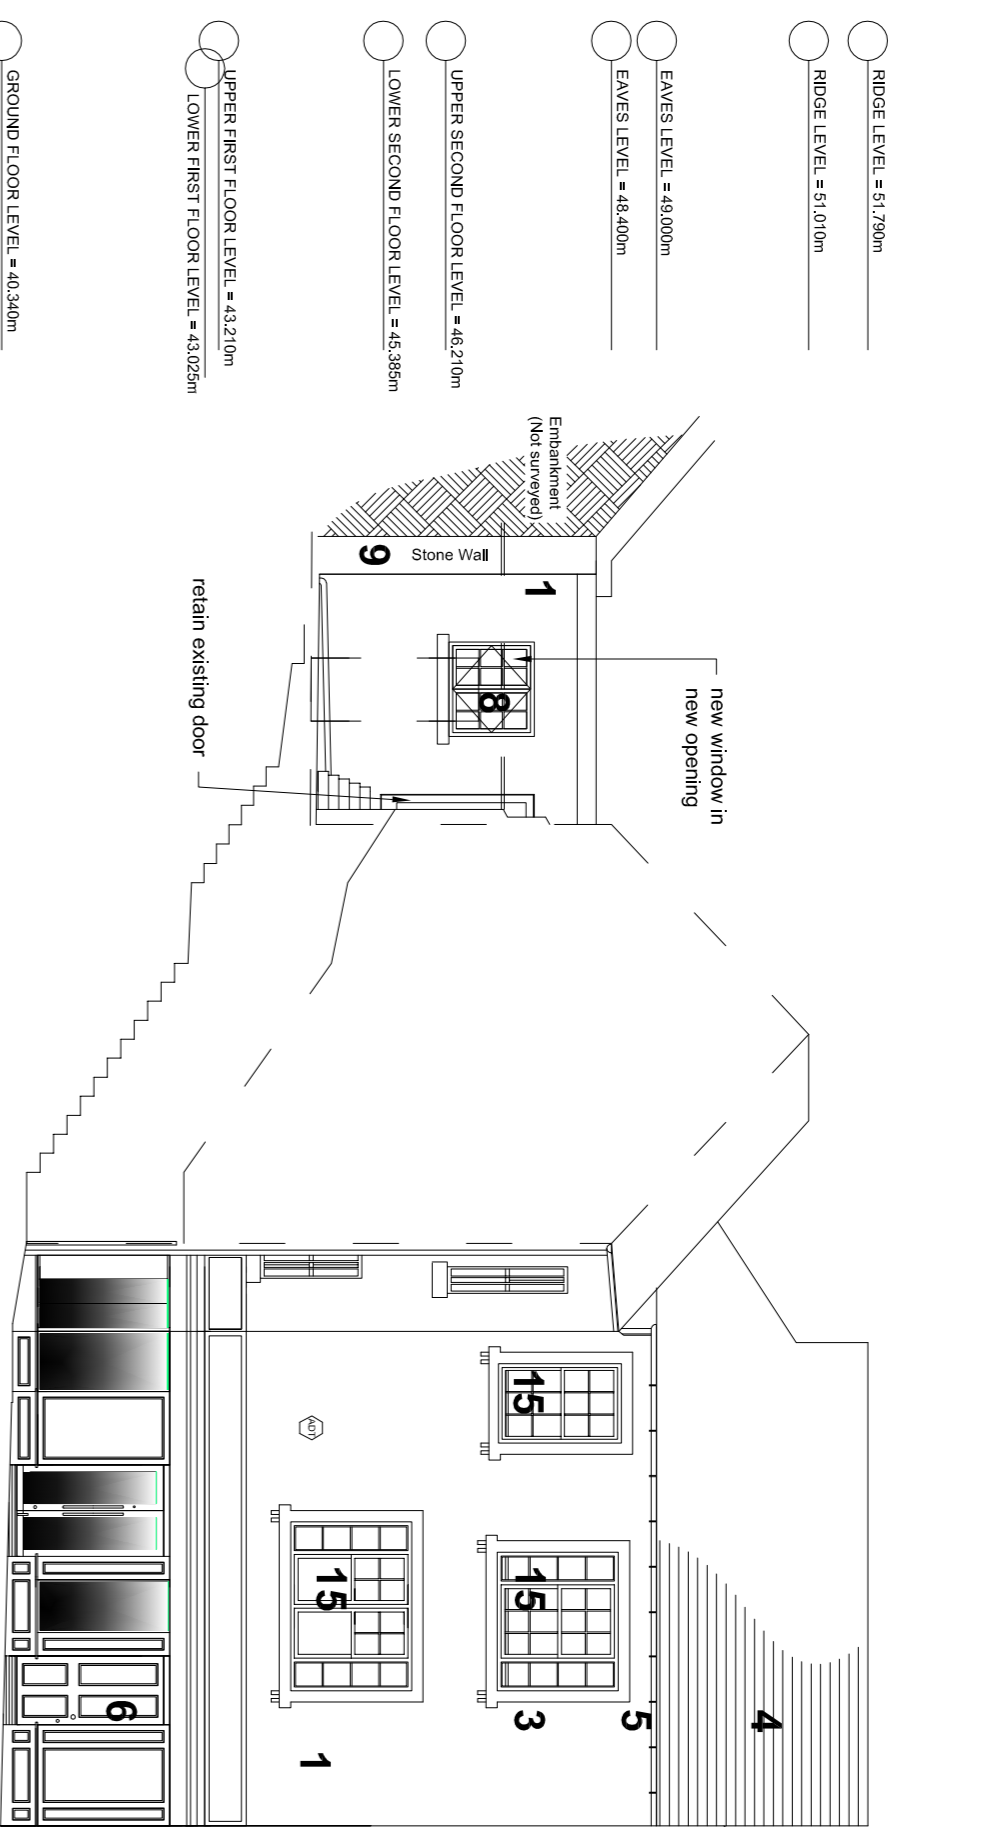 RIDGE LEVEL = 51.790m
RIDGE LEVEL = 51.010m
EAVES LEVEL = 49.000m
EAVES LEVEL = 48.400m
UPPER SECOND FLOOR LEVEL = 46.210m
LOWER SECOND FLOOR LEVEL = 45.385m
UPPER FIRST FLOOR LEVEL = 43.210m
LOWER FIRST FLOOR LEVEL = 43.025m
GROUND FLOOR LEVEL = 40.340m
Embankment
(Not surveyed)
9
Stone Wall
1
8
new window in
new opening
retain existing door
15
ADT
15
15
4
5
3
1
6